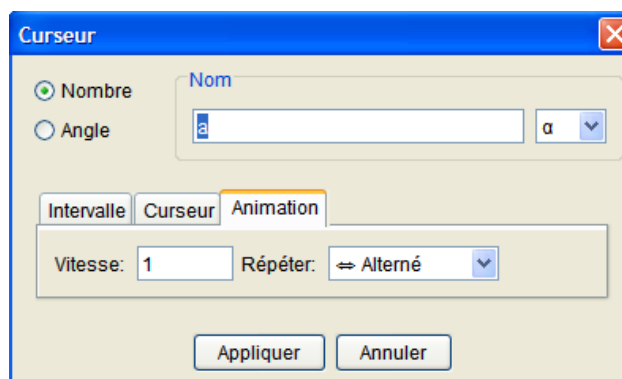 Curseur
Nombre
Angle
Nom
a
α
Intervalle Curseur Animation
Vitesse: 1 Répéter: ⇔ Alterné
Appliquer Annuler